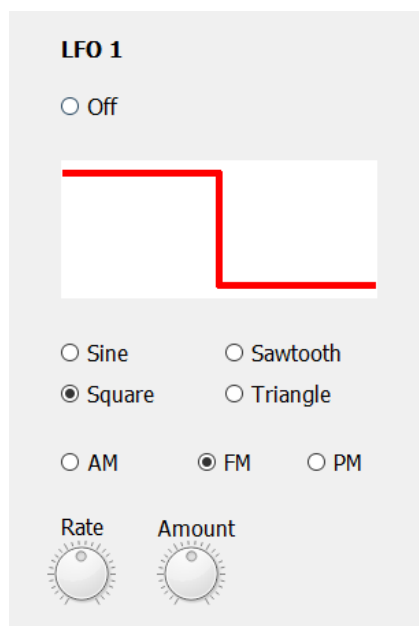 LFO 1
Off
Sine Sawtooth
Square Triangle
AM FM PM
Rate Amount